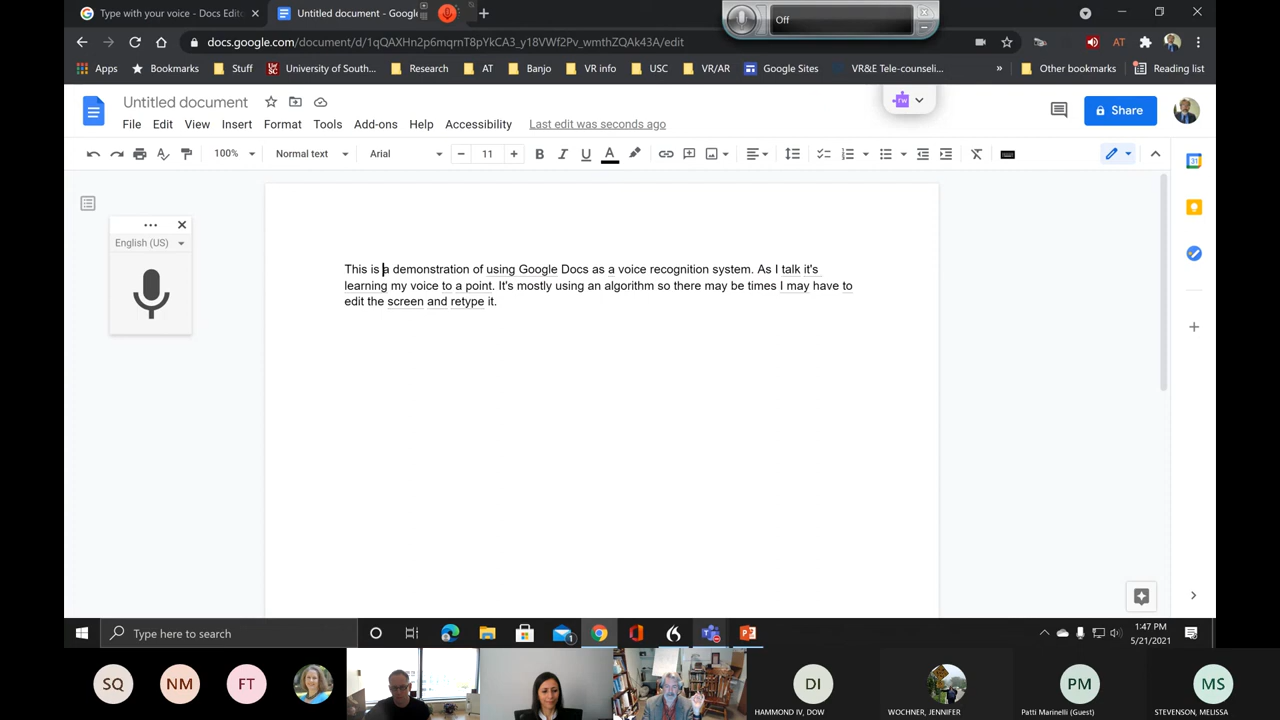 Type with your voice - Docs Edit
Untitled document - Google
Off
docs.google.com/document/d/1qQAXHn2p6mqrnT8pYkCA3_y18VWf2Pv_wmthZQAk43A/edit
AT
Apps Bookmarks Stuff University of South... Research AT Banjo VR info USC VR/AR Google Sites VR&E Tele-counseli... » Other bookmarks Reading list
Untitled document
rw
Share
File Edit View Insert Format Tools Add-ons Help Accessibility Last edit was seconds ago
100% Normal text Arial 11 B I U A
31
English (US)
This is a demonstration of using Google Docs as a voice recognition system. As I talk it's
learning my voice to a point. It's mostly using an algorithm so there may be times I may have to
edit the screen and retype it.
Type here to search
1
1:47 PM
5/21/2021
SQ NM FT DI PM MS
HAMMOND IV, DOW WOCHNER, JENNIFER Patti Marinelli (Guest) STEVENSON, MELISSA